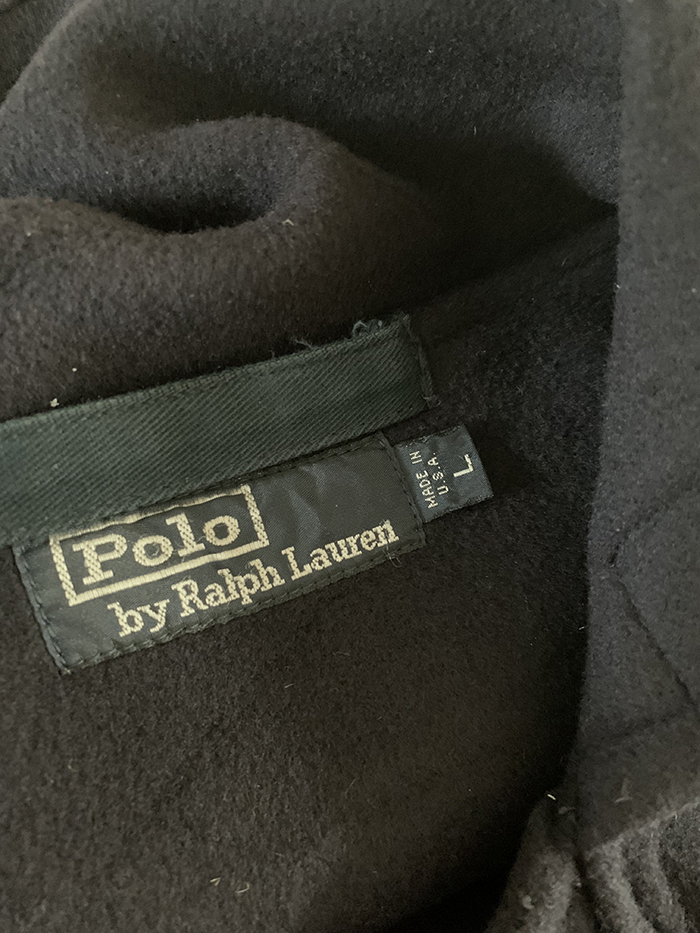 Polo
by Ralph Lauren
MADE IN
U.S.A.
L